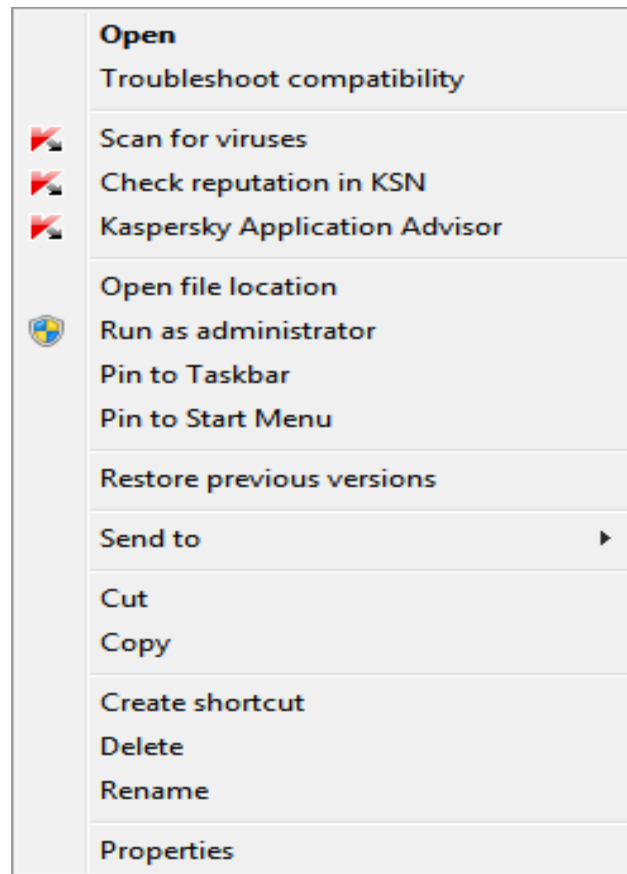 Open
Troubleshoot compatibility
Scan for viruses
Check reputation in KSN
Kaspersky Application Advisor
Open file location
Run as administrator
Pin to Taskbar
Pin to Start Menu
Restore previous versions
Send to
Cut
Copy
Create shortcut
Delete
Rename
Properties